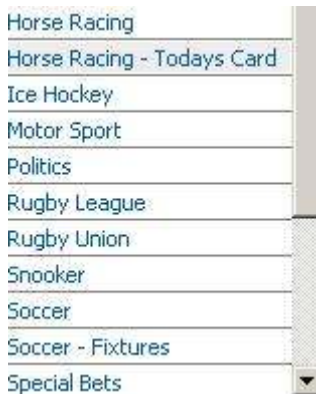 Horse Racing
Horse Racing - Todays Card
Ice Hockey
Motor Sport
Politics
Rugby League
Rugby Union
Snooker
Soccer
Soccer - Fixtures
Special Bets